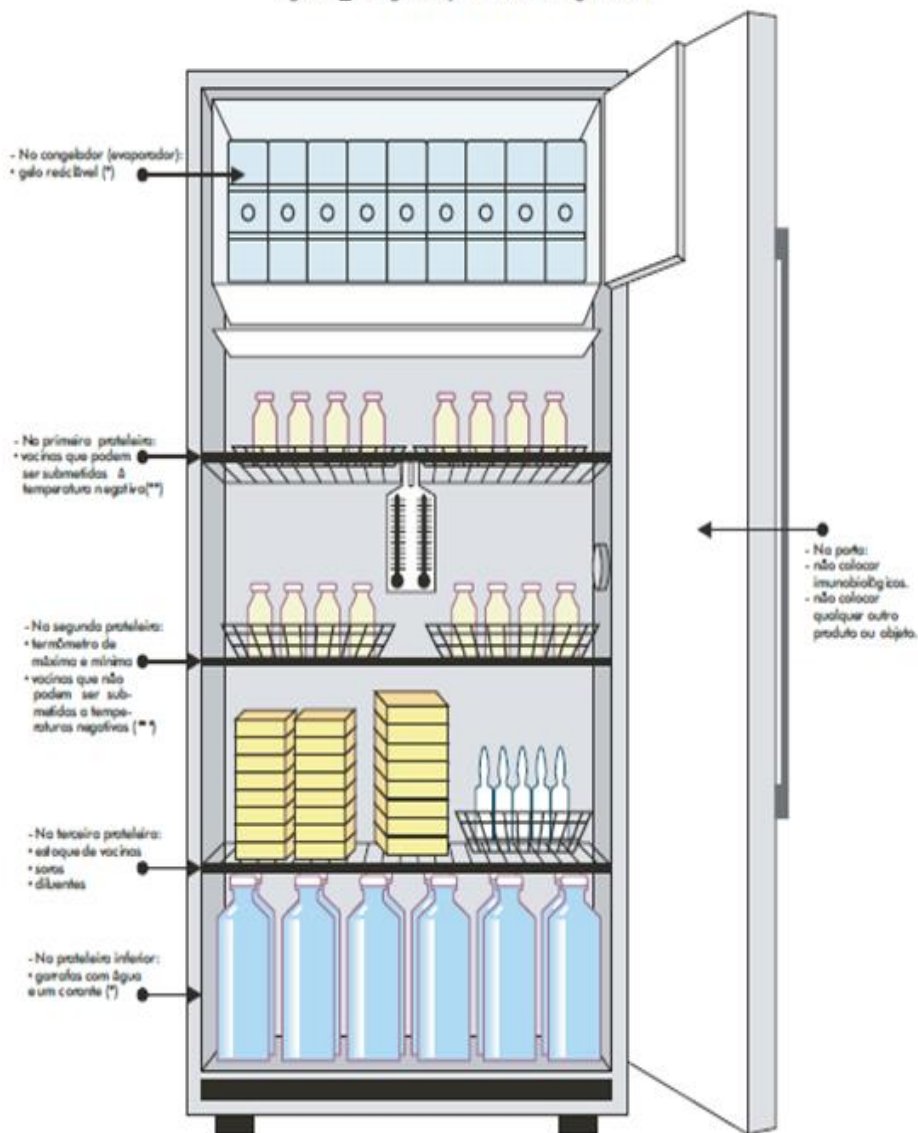 - No congelador (evaporador):
• gelo reciclável (*)
- Na primeira prateleira:
• vacinas que podem
ser submetidas à
temperatura negativa(**)
- Na porta:
- não colocar
imunobiológicos.
- não colocar
qualquer outro
produto ou objeto.
- Na segunda prateleira:
• termômetro de
máxima e mínima
• vacinas que não
podem ser sub-
metidas a tempe-
raturas negativas (**)
- Na terceira prateleira:
• estoque de vacinas
• soros
• diluentes
- Na prateleira inferior:
• garrafas com água
e um corante (*)